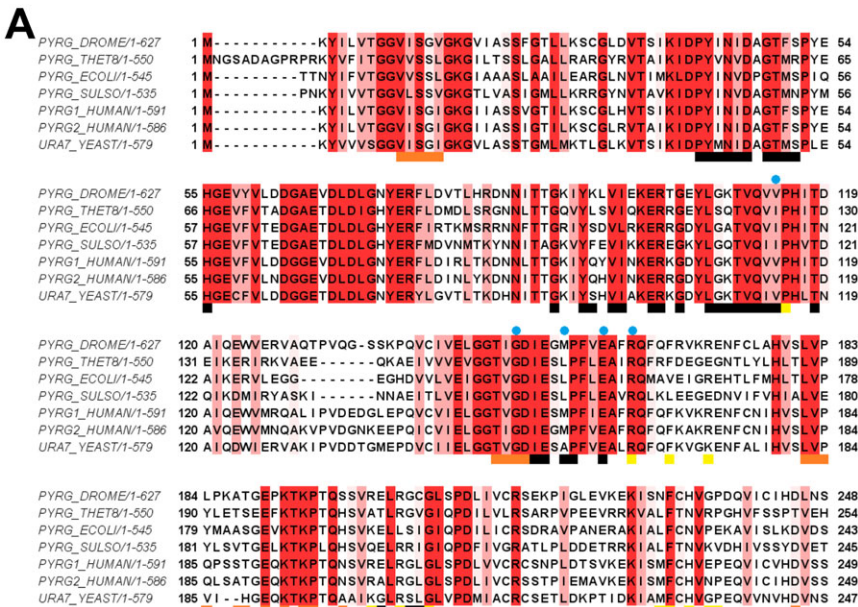 A
PYRG_DROME/1-627 1 M-----------KYILVTGGVISGVGKGVIASSFGTLLKSCGLDVTSIKIDPYINIDAGTFSPYE 54
PYRG_THET8/1-550 1 MNGSADAGPRPRKYVFITGGVVSSLGKGILTSSLGALLRARGYRVTAIKIDPYVNVDAGTMRPYE 65
PYRG_ECOLI/1-545 1 M---------TTNYIFVTGGVVSSLGKGIAAASLAAILEARGLNVTIMKLDPYINVDPGTMSPIQ 56
PYRG_SULSO/1-535 1 M---------PNKYIVVTGGVVSSVGKGTLVASIGMLLKRRGYNVTAVKIDPYINVDAGTMNPYM 56
PYRG1_HUMAN/1-591 1 M-----------KYILVTGGVISGIGKGIIASSVGTILKSCGLHVTSIKIDPYINIDAGTFSPYE 54
PYRG2_HUMAN/1-586 1 M-----------KYILVTGGVISGIGKGIIASSIGTILKSCGLRVTAIKIDPYINIDAGTFSPYE 54
URA7_YEAST/1-579 1 M-----------KYVVVSGGVISGIGKGVLASSTGMLMKTLGLKVTSIKIDPYMNIDAGTMSPLE 54
PYRG_DROME/1-627 55 HGEVYVLDDGAEVDLDLGNYERFLDVTLHRDNNITTGKIYKLVIEKERTGEYLGKTVQVVPHITD 119
PYRG_THET8/1-550 66 HGEVFVTADGAETDLDIGHYERFLDMDLSRGNNLTTGQVYLSVIQKERRGEYLSQTVQVIPHITD 130
PYRG_ECOLI/1-545 57 HGEVFVTEDGAETDLDLGHYERFIRTKMSRRNNFTTGRIYSDVLRKERRGDYLGATVQVIPHITN 121
PYRG_SULSO/1-535 57 HGEVFVTEDGAETDLDLGHYERFMDVNMTKYNNITAGKVYFEVIKKEREGKYLGQTVQIIPHVTD 121
PYRG1_HUMAN/1-591 55 HGEVFVLDDGGEVDLDLGNYERFLDIRLTKDNNLTTGKIYQYVINKERKGDYLGKTVQVVPHITD 119
PYRG2_HUMAN/1-586 55 HGEVFVLNDGGEVDLDLGNYERFLDINLYKDNNITTGKIYQHVINKERRGDYLGKTVQVVPHITD 119
URA7_YEAST/1-579 55 HGECFVLDDGGETDLDLGNYERYLGVTLTKDHNITTGKIYSHVIAKERKGDYLGKTVQIVPHLTN 119
PYRG_DROME/1-627 120 AIQEWVERVAQTPVQG-SSKPQVCIVELGGTIGDIEGMPFVEAFRQFQFRVKRENFCLAHVSLVP 183
PYRG_THET8/1-550 131 EIKERIRKVAEE------QKAEIVVVEVGGTVGDIESLPFLEAIRQFRFDEGEGNTLYLHLTLVP 189
PYRG_ECOLI/1-545 122 AIKERVLEGG--------EGHDVVLVEIGGTVGDIESLPFLEAIRQMAVEIGREHTLFMHLTLVP 178
PYRG_SULSO/1-535 122 QIKDMIRYASKI------NNAEITLVEIGGTVGDIESLPFLEAVRQLKLEEGEDNVIFVHIALVE 180
PYRG1_HUMAN/1-591 120 AIQEWVMRQALIPVDEDGLEPQVCVIELGGTVGDIESMPFIEAFRQFQFKVKRENFCNIHVSLVP 184
PYRG2_HUMAN/1-586 120 AVQEWVMNQAKVPVDGNKEEPQICVIELGGTIGDIEGMPFVEAFRQFQFKAKRENFCNIHVSLVP 184
URA7_YEAST/1-579 120 AIQDWIERVAKIPVDDTGMEPDVCIIELGGTVGDIESAPFVEALRQFQFKVGKENFALIHVSLVP 184
PYRG_DROME/1-627 184 LPKATGEPKTKPTQSSVRELRGCGLSPDLIVCRSEKPIGLEVKEKISNFCHVGPDQVICIHDLNS 248
PYRG_THET8/1-550 190 YLETSEEFKTKPTQHSVATLRGVGIQPDILVLRSARPVPEEVRRKVALFTNVRPGHVFSSPTVEH 254
PYRG_ECOLI/1-545 179 YMAASGEVKTKPTQHSVKELLSIGIQPDILICRSDRAVPANERAKIALFCNVPEKAVISLKDVDS 243
PYRG_SULSO/1-535 181 YLSVTGELKTKPLQHSVQELRRIGIQPDFIVGRATLPLDDETRRKIALFTNVKVDHIVSSYDVET 245
PYRG1_HUMAN/1-591 185 QPSSTGEQKTKPTQNSVRELRGLGLSPDLVVCRCSNPLDTSVKEKISMFCHVEPEQVICVHDVSS 249
PYRG2_HUMAN/1-586 185 QLSATGEQKTKPTQNSVRALRGLGLSPDLIVCRSSTPIEMAVKEKISMFCHVNPEQVICIHDVSS 249
URA7_YEAST/1-579 185 VI--HGEQKTKPTQAAIKGLRSLGLVPDMIACRCSETLDKPTIDKIAMFCHVGPEQVVNVHDVNS 247